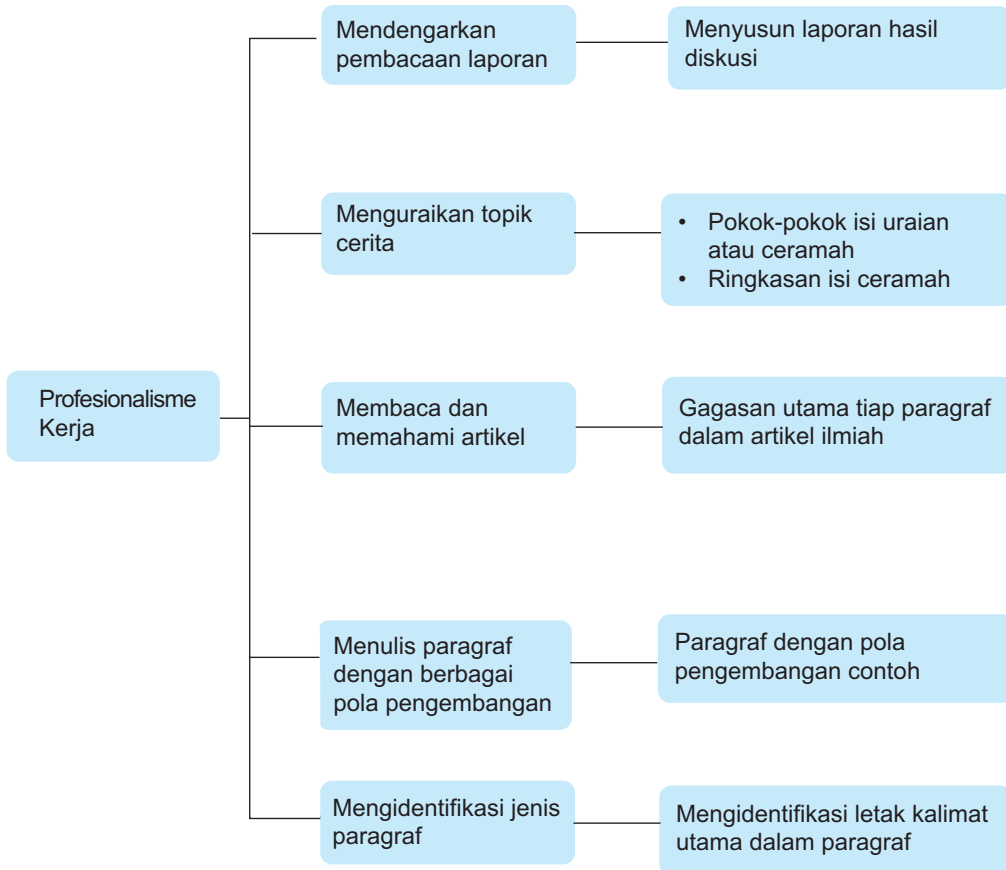 Mendengarkan
pembacaan laporan
Menyusun laporan hasil
diskusi
Menguraikan topik
cerita
• Pokok-pokok isi uraian
atau ceramah
• Ringkasan isi ceramah
Profesionalisme
Kerja
Membaca dan
memahami artikel
Gagasan utama tiap paragraf
dalam artikel ilmiah
Menulis paragraf
dengan berbagai
pola pengembangan
Paragraf dengan pola
pengembangan contoh
Mengidentifikasi jenis
paragraf
Mengidentifikasi letak kalimat
utama dalam paragraf